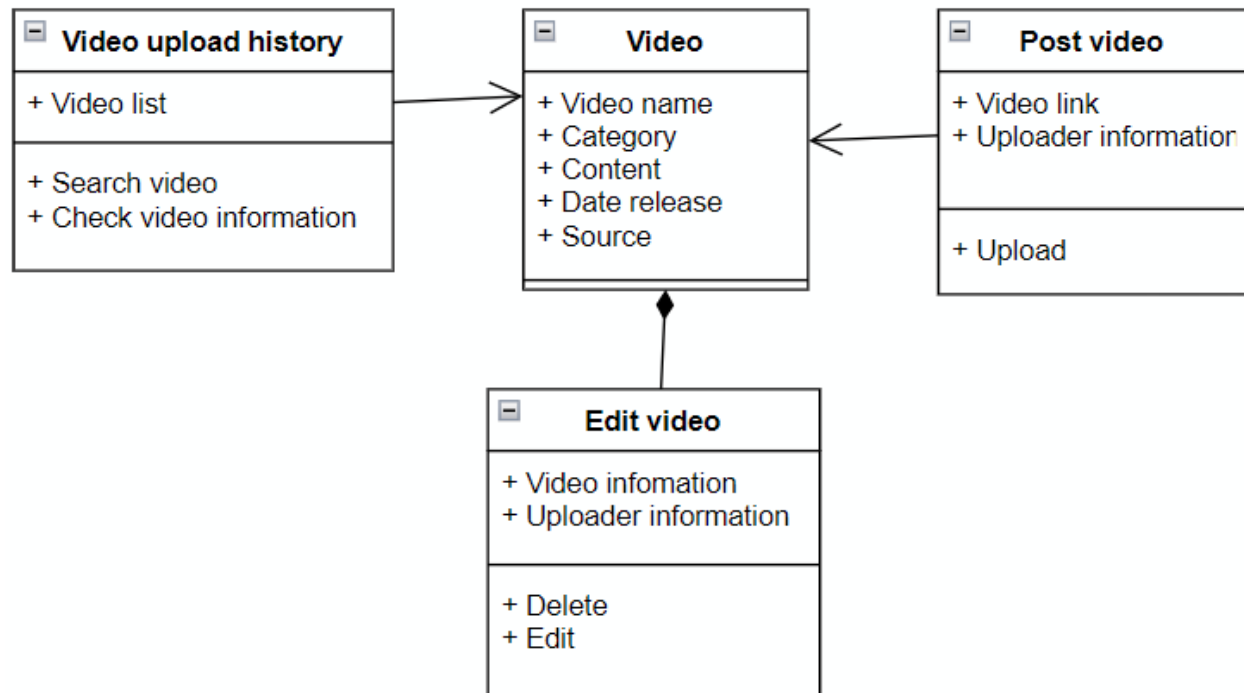 Video upload history
+ Video list
+ Search video
+ Check video information
Video
+ Video name
+ Category
+ Content
+ Date release
+ Source
Post video
+ Video link
+ Uploader information
+ Upload
Edit video
+ Video infomation
+ Uploader information
+ Delete
+ Edit